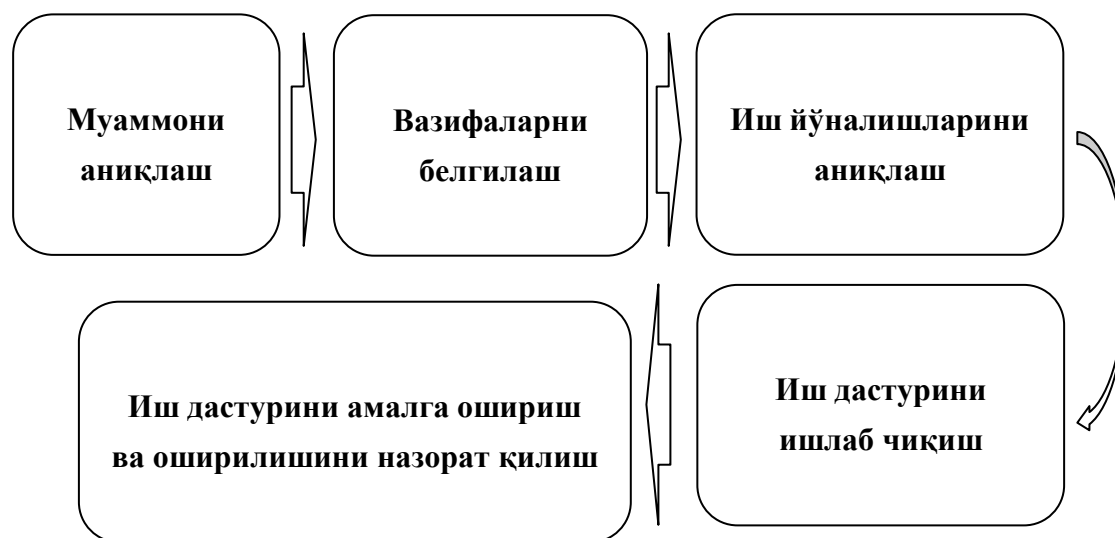 Муаммони
аниқлаш
Вазифаларни
белгилаш
Иш йўналишларини
аниқлаш
Иш дастурини
ишлаб чиқиш
Иш дастурини амалга ошириш
ва оширилишини назорат қилиш